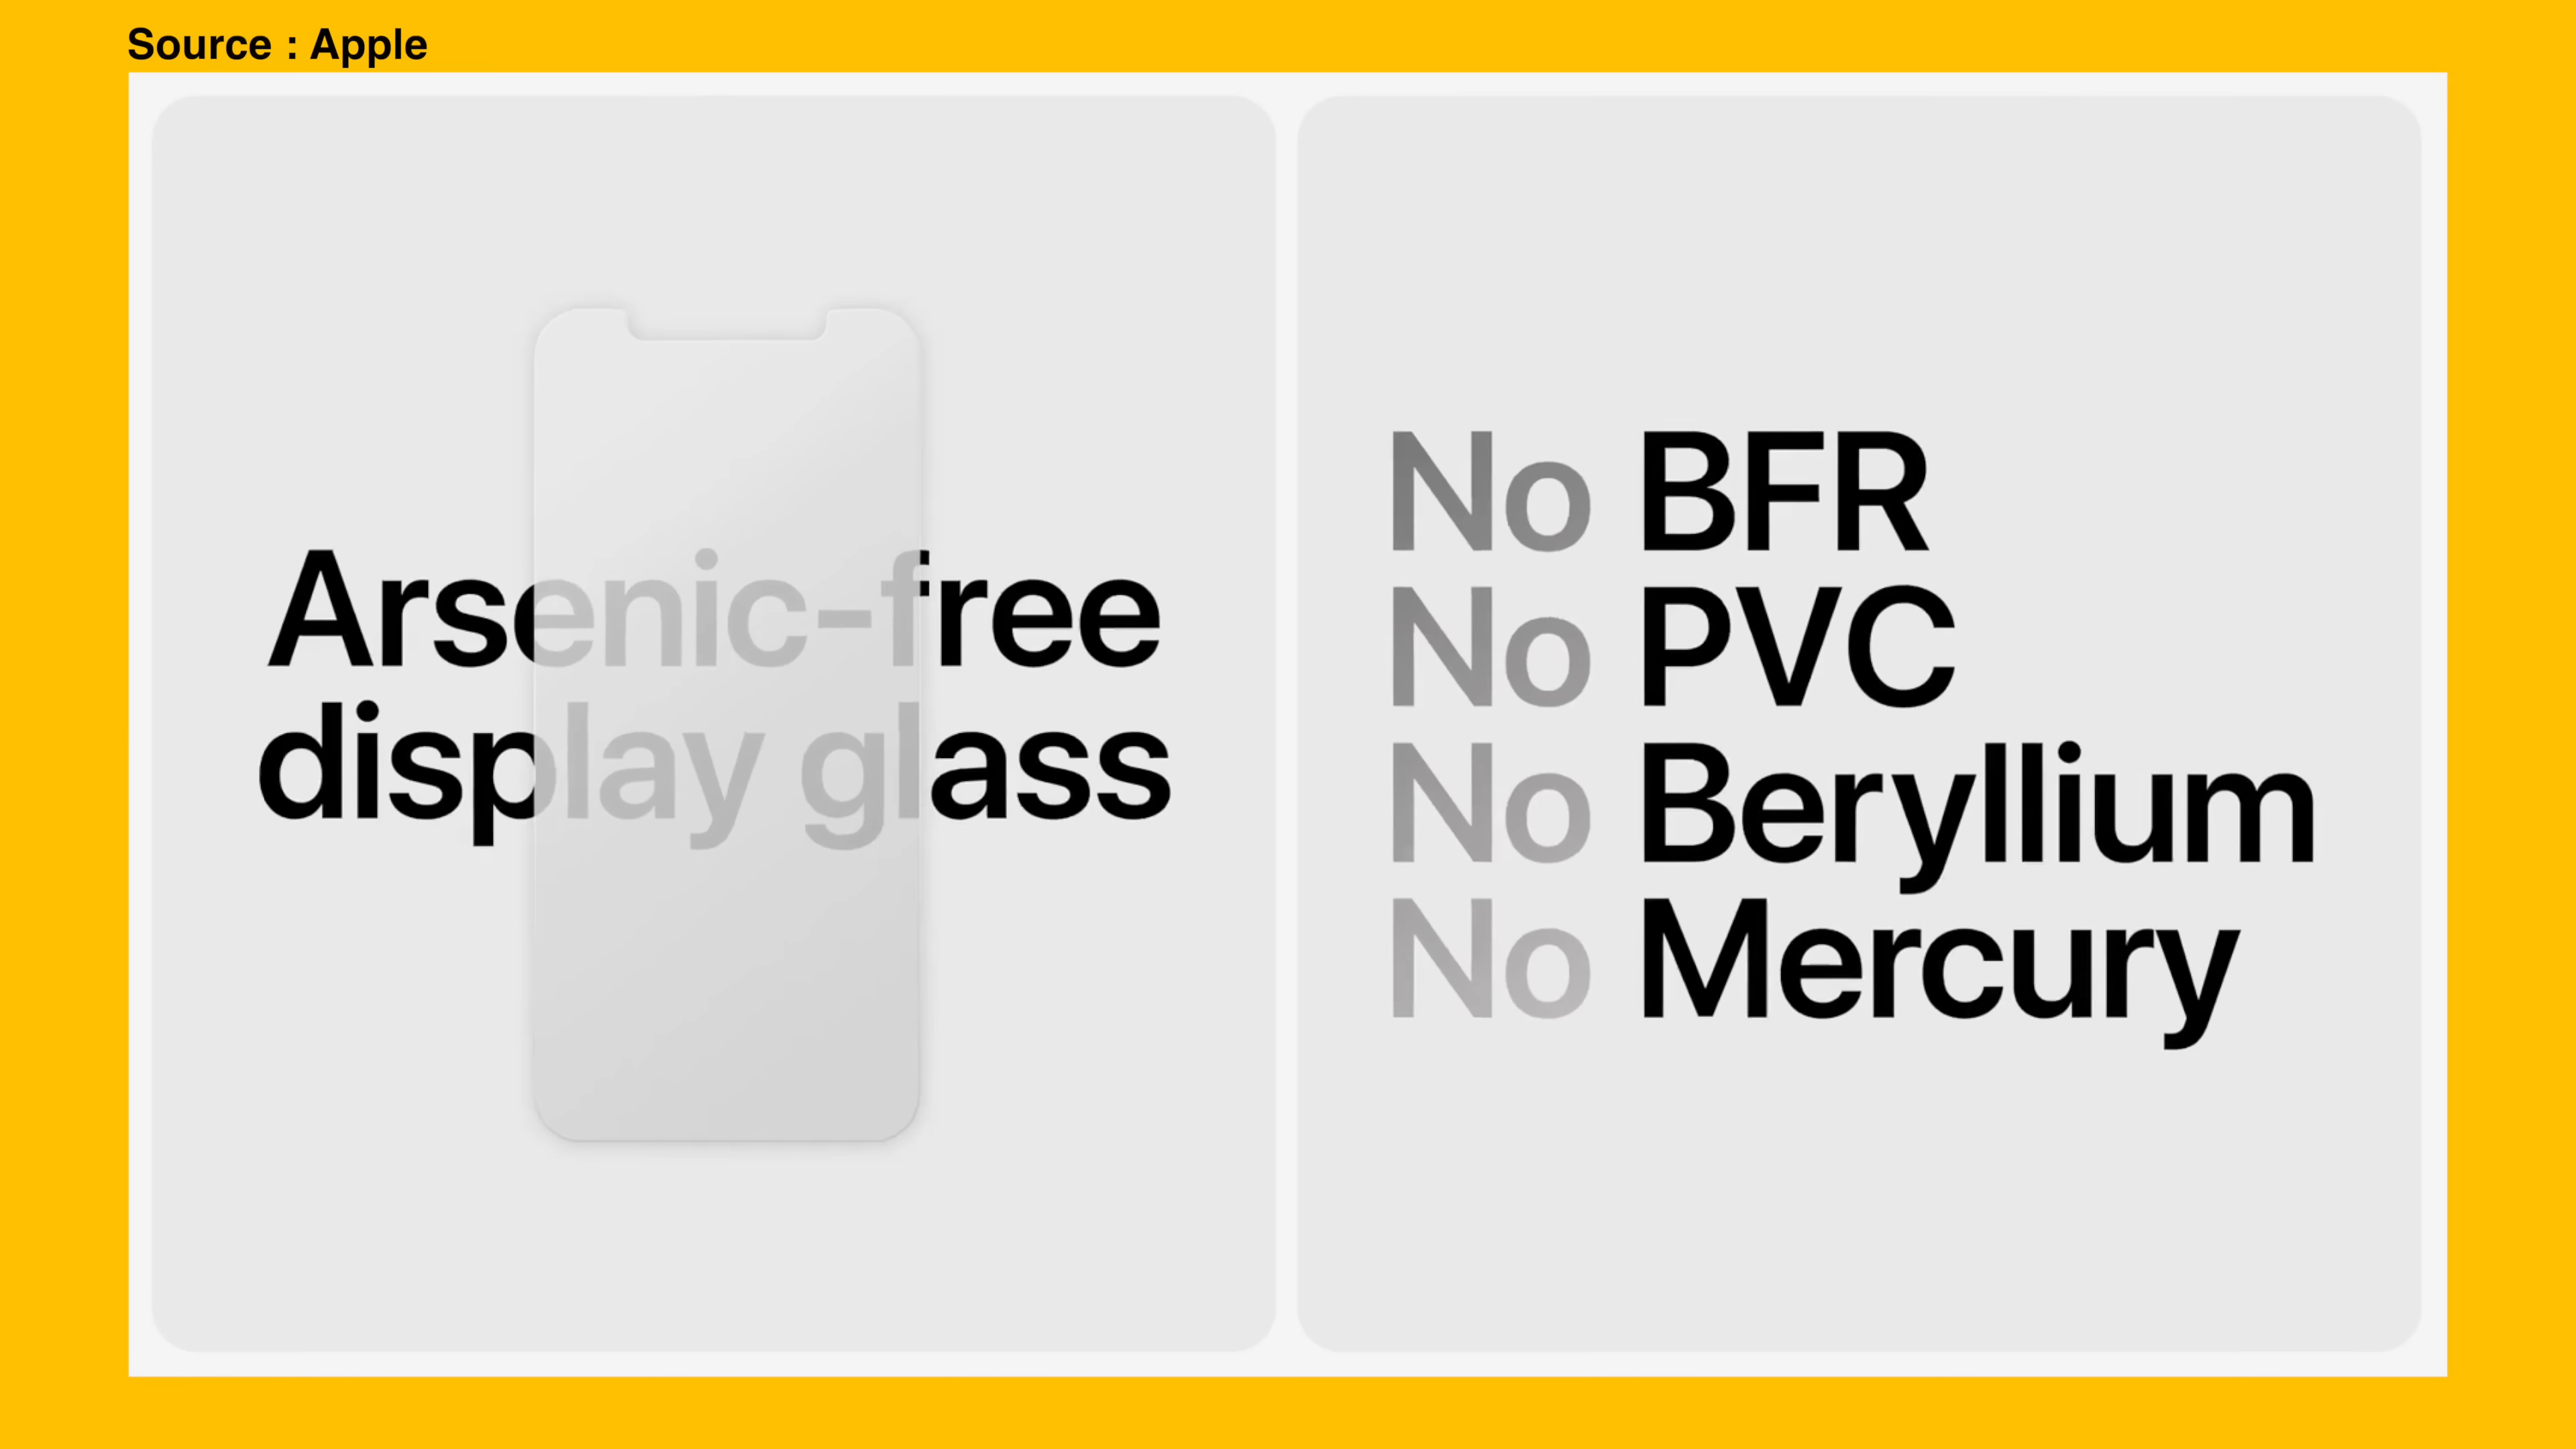 Source : Apple
Arsenic-free
display glass
No BFR
No PVC
No Beryllium
No Mercury